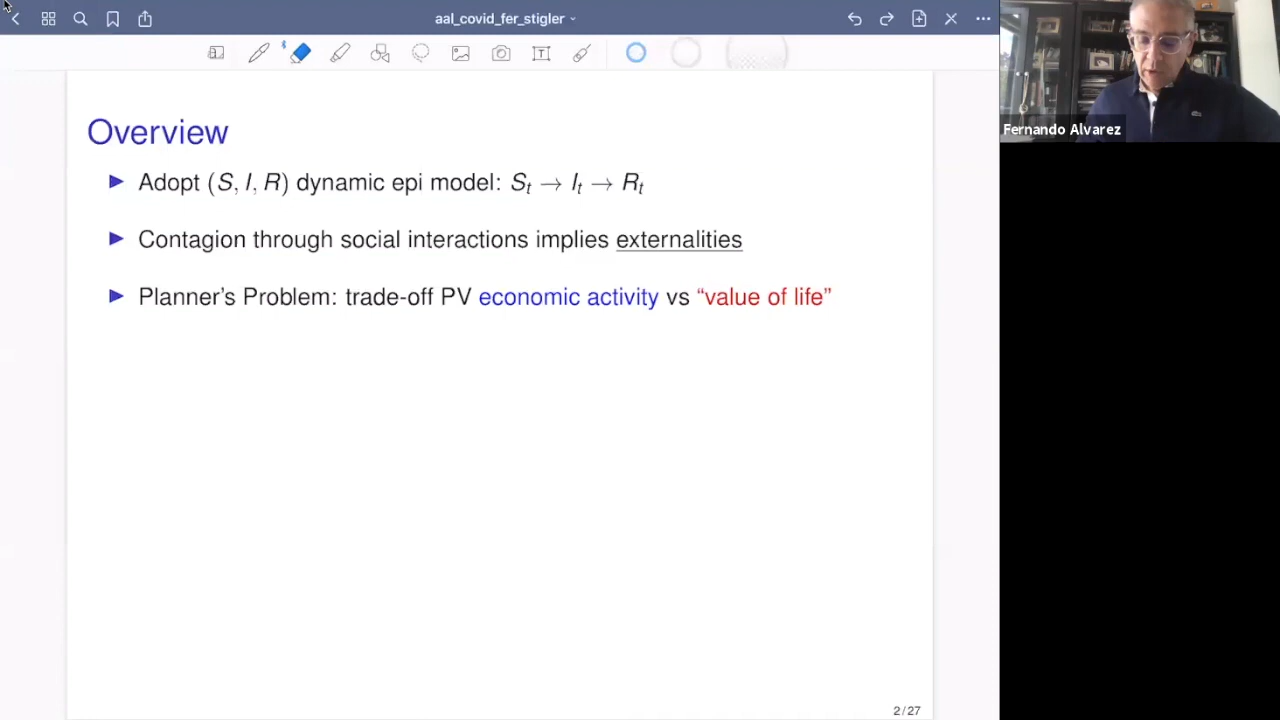 aal_covid_fer_stigler
T
Overview
► Adopt (S, I, R) dynamic epi model: Sₜ → Iₜ → Rₜ
► Contagion through social interactions implies externalities
► Planner's Problem: trade-off PV economic activity vs “value of life”
2 / 27
Fernando Alvarez